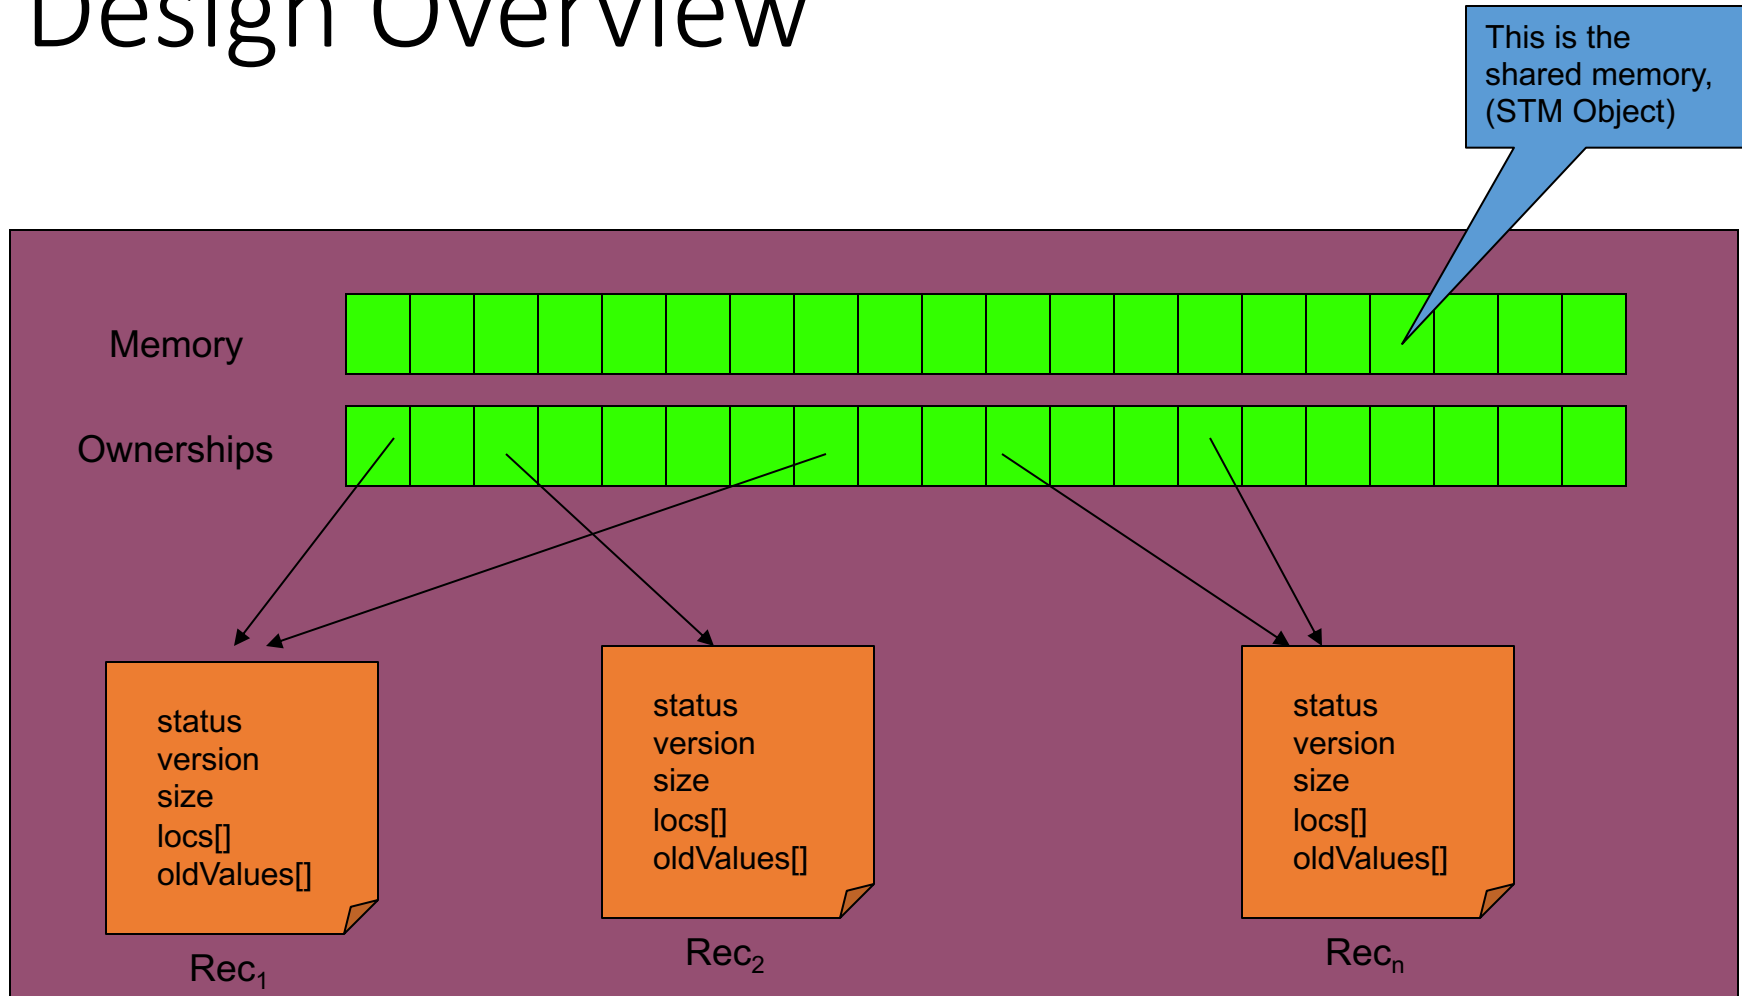 Design Overview
This is the
shared memory,
(STM Object)
Memory
Ownerships
status
version
size
locs[]
oldValues[]
Rec1
status
version
size
locs[]
oldValues[]
Rec2
status
version
size
locs[]
oldValues[]
Recn